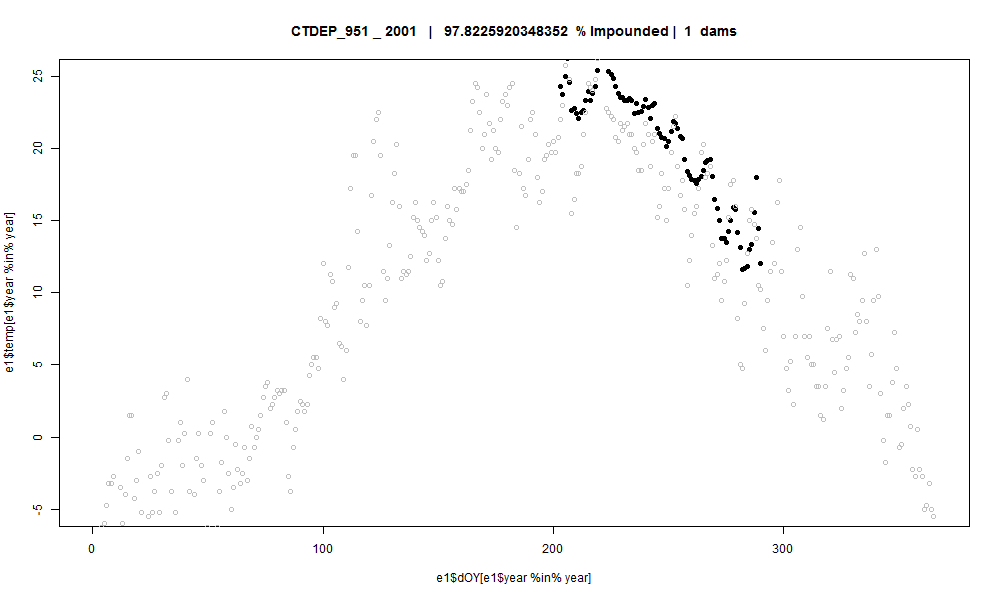 CTDEP_951 _ 2001 | 97.8225920348352 % Impounded | 1 dams
e1$temp[e1$year %in% year]
25
20
15
10
5
0
-5
0 100 200 300
e1$dOY[e1$year %in% year]